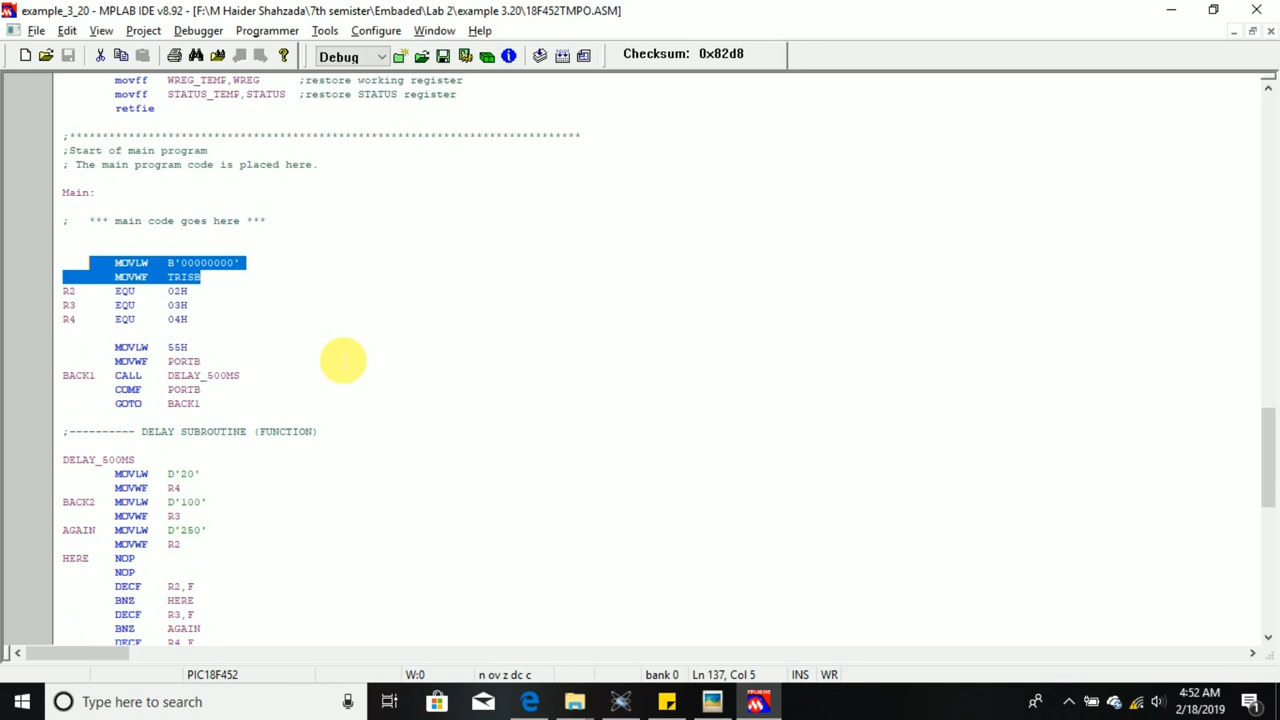 example_3_20 - MPLAB IDE v8.92 - [F:\M Haider Shahzada\7th semister\Embaded\Lab 2\example 3.20\18F452TMPO.ASM]
File Edit View Project Debugger Programmer Tools Configure Window Help
Debug Checksum: 0x82d8
movff WREG_TEMP,WREG ;restore working register
movff STATUS_TEMP,STATUS ;restore STATUS register
retfie
;******************************************************************************
;Start of main program
; The main program code is placed here.
Main:
; *** main code goes here ***
MOVLW B'00000000'
MOVWF TRISB
R2 EQU 02H
R3 EQU 03H
R4 EQU 04H
MOVLW 55H
MOVWF PORTB
BACK1 CALL DELAY_500MS
COMF PORTB
GOTO BACK1
;---------- DELAY SUBROUTINE (FUNCTION)
DELAY_500MS
MOVLW D'20'
MOVWF R4
BACK2 MOVLW D'100'
MOVWF R3
AGAIN MOVLW D'250'
MOVWF R2
HERE NOP
NOP
DECF R2,F
BNZ HERE
DECF R3,F
BNZ AGAIN
DECF R4,F
PIC18F452 W:0 n ov z dc c bank 0 Ln 137, Col 5 INS WR
Type here to search
4:52 AM
2/18/2019